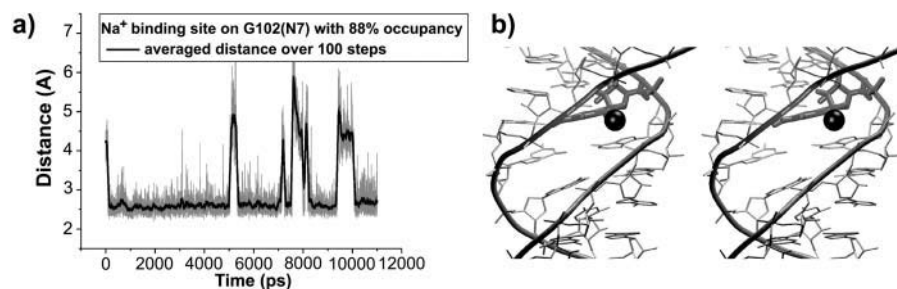 a)
Na⁺ binding site on G102(N7) with 88% occupancy
averaged distance over 100 steps
Distance (A)
7
6
5
4
3
2
0 2000 4000 6000 8000 10000 12000
Time (ps)
b)